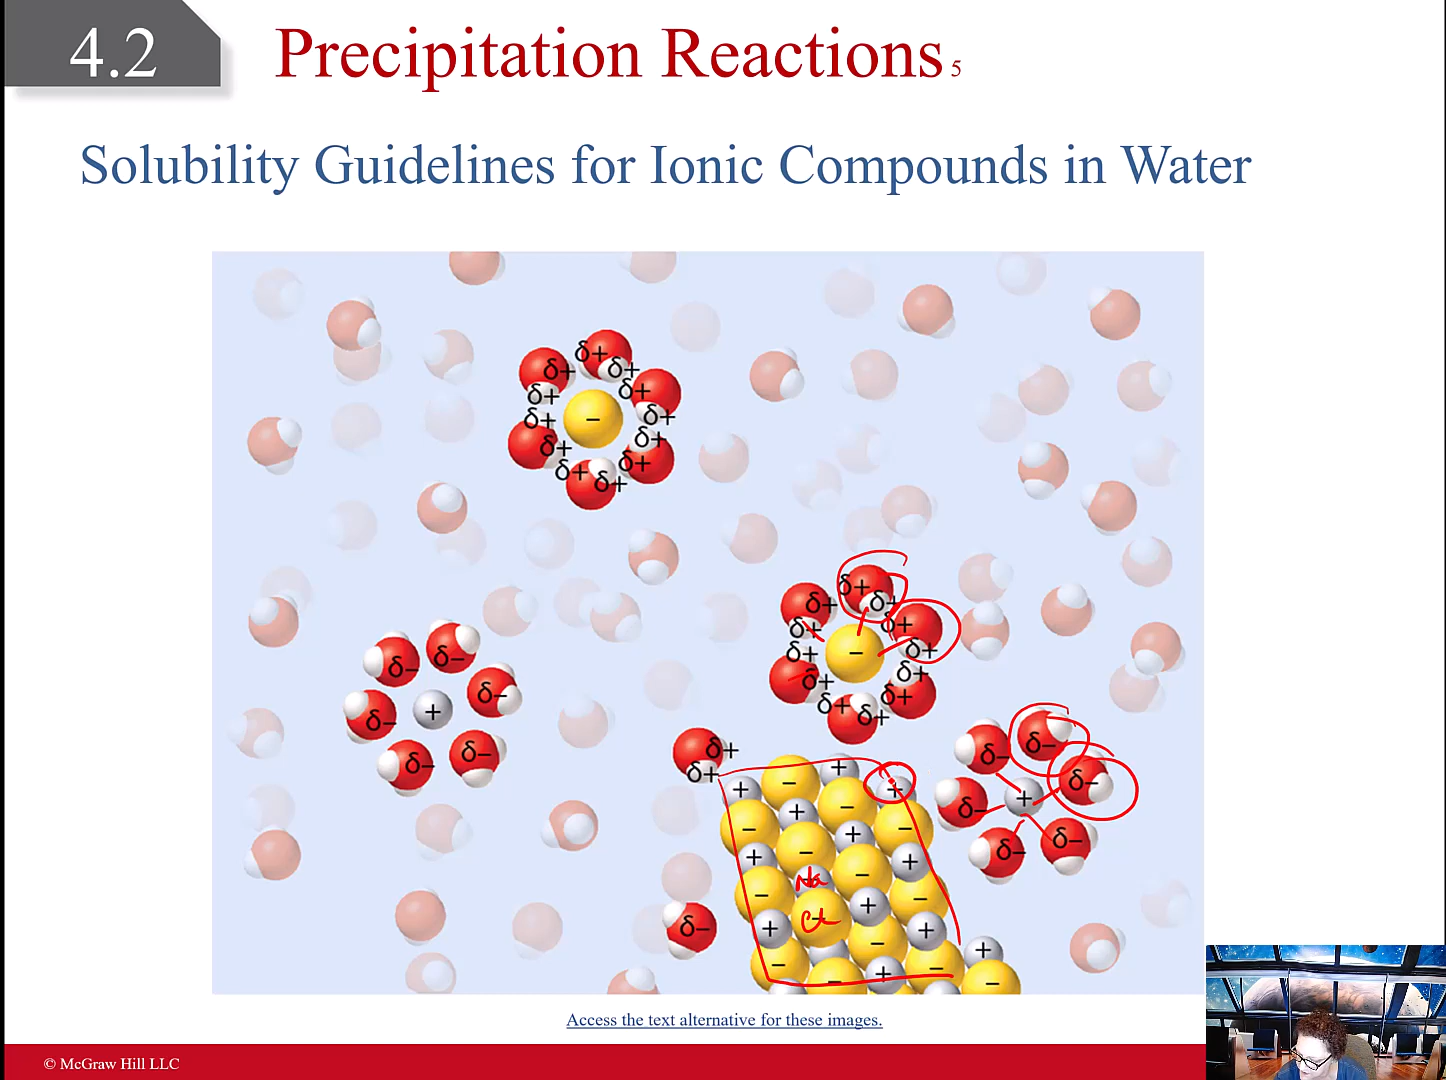 4.2
Precipitation Reactions 5
Solubility Guidelines for Ionic Compounds in Water
δ+ δ+
δ+ δ+
δ+ δ+
δ+ − δ+
δ+ δ+
δ+ δ+
δ+ δ+
δ+ δ+
δ+ δ+
δ+ − δ+
δ+ δ+
δ+ δ+
δ− δ−
δ− + δ−
δ− δ−
δ+
δ+
δ− δ−
δ− + δ−
δ− δ−
+ − + +
− + − −
+ − + +
− Na − −
+ Cl + +
− − + +
− + − −
δ−
Access the text alternative for these images.
© McGraw Hill LLC